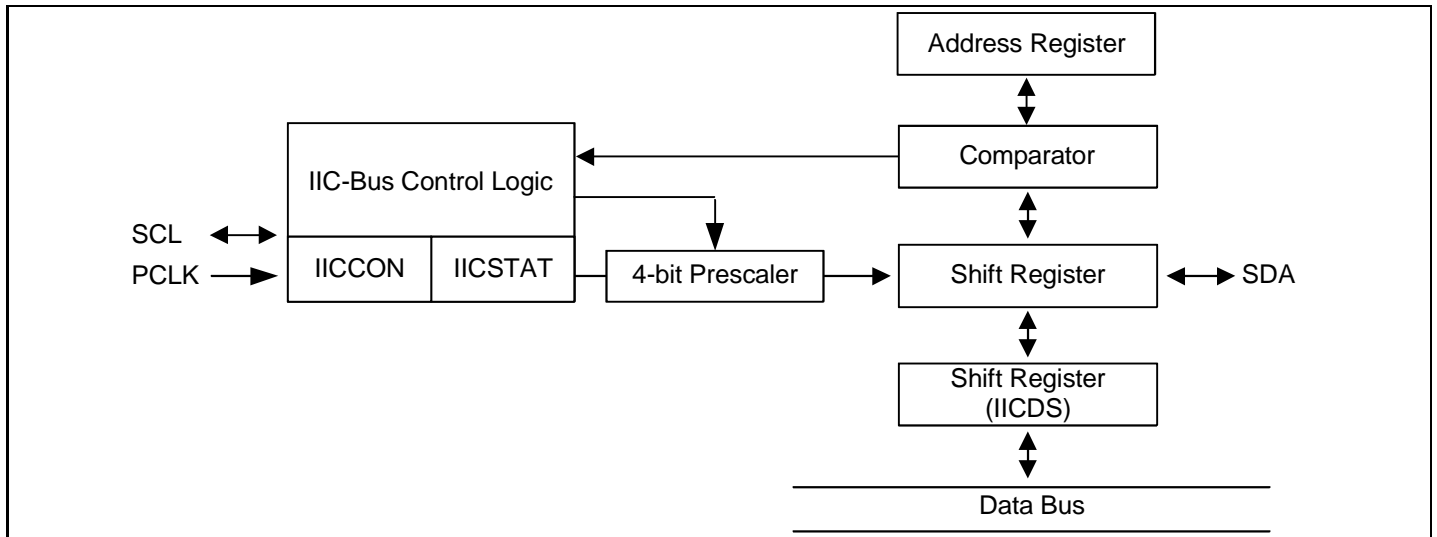 Address Register
Comparator
IIC-Bus Control Logic
SCL
PCLK
IICCON
IICSTAT
4-bit Prescaler
Shift Register
SDA
Shift Register
(IICDS)
Data Bus